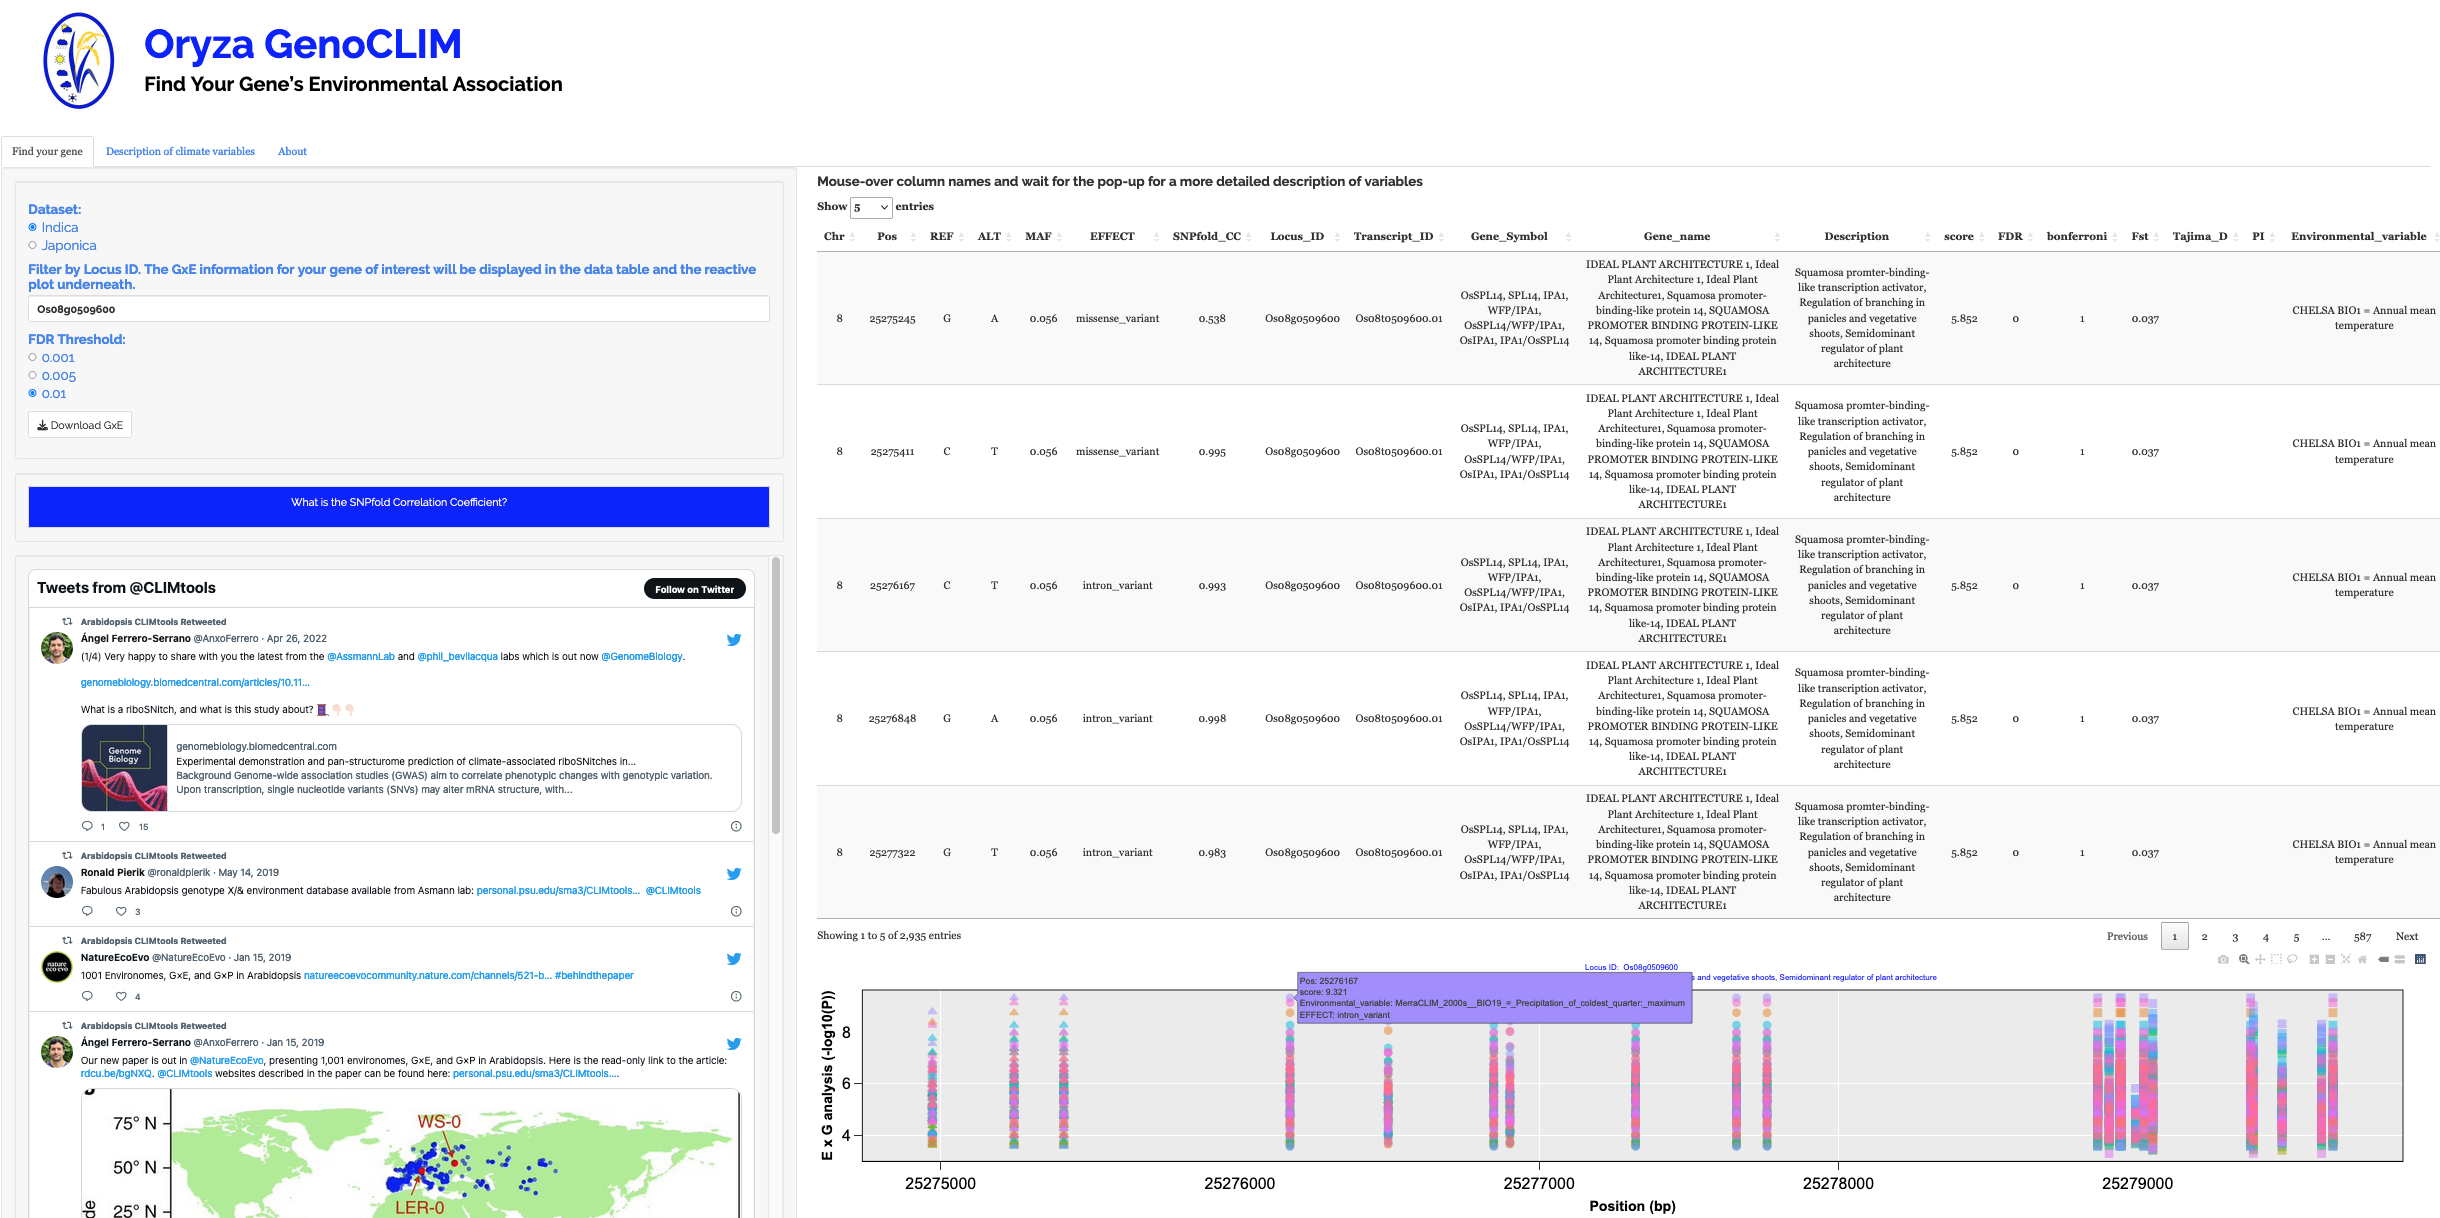 Oryza GenoCLIM
Find Your Gene's Environmental Association
Find your gene
Description of climate variables
About
Dataset:
Indica
Japonica
Filter by Locus ID. The GxE information for your gene of interest will be displayed in the data table and the reactive
plot underneath.
Os08g0509600
FDR Threshold:
0.001
0.005
0.01
Download GxE
What is the SNPfold Correlation Coefficient?
Tweets from @CLIMtools
Follow on Twitter
Arabidopsis CLIMtools Retweeted
Ángel Ferrero-Serrano @AnxoFerrero · Apr 26, 2022
(1/4) Very happy to share with you the latest from the @AssmannLab and @phil_bevilacqua labs which is out now @GenomeBiology.
genomebiology.biomedcentral.com/articles/10.11...
What is a riboSNitch, and what is this study about?
Genome
Biology
genomebiology.biomedcentral.com
Experimental demonstration and pan-structurome prediction of climate-associated riboSNitches in...
Background Genome-wide association studies (GWAS) aim to correlate phenotypic changes with genotypic variation.
Upon transcription, single nucleotide variants (SNVs) may alter mRNA structure, with...
1 15
Arabidopsis CLIMtools Retweeted
Ronald Pierik @ronaldpierik · May 14, 2019
Fabulous Arabidopsis genotype X/& environment database available from Asmann lab: personal.psu.edu/sma3/CLIMtools... @CLIMtools
3
Arabidopsis CLIMtools Retweeted
nature
eco evo
NatureEcoEvo @NatureEcoEvo · Jan 15, 2019
1001 Environomes, G×E, and G×P in Arabidopsis natureecoevocommunity.nature.com/channels/521-b... #behindthepaper
4
Arabidopsis CLIMtools Retweeted
Ángel Ferrero-Serrano @AnxoFerrero · Jan 15, 2019
Our new paper is out in @NatureEcoEvo, presenting 1,001 environomes, G×E, and G×P in Arabidopsis. Here is the read-only link to the article:
rdcu.be/bgNXQ. @CLIMtools websites described in the paper can be found here: personal.psu.edu/sma3/CLIMtools....
75° N
WS-0
50° N
LER-0
25° N
Mouse-over column names and wait for the pop-up for a more detailed description of variables
Show 5 entries
Chr Pos REF ALT MAF EFFECT SNPfold_CC Locus_ID Transcript_ID Gene_Symbol Gene_name Description score FDR bonferroni Fst Tajima_D PI Environmental_variable
8 25275245 G A 0.056 missense_variant 0.538 Os08g0509600 Os08t0509600.01
OsSPL14, SPL14, IPA1,
WFP/IPA1,
OsSPL14/WFP/IPA1,
OsIPA1, IPA1/OsSPL14
IDEAL PLANT ARCHITECTURE 1, Ideal
Plant Architecture 1, Ideal Plant
Architecture1, Squamosa promoter-
binding-like protein 14, SQUAMOSA
PROMOTER BINDING PROTEIN-LIKE
14, Squamosa promoter binding protein
like-14, IDEAL PLANT
ARCHITECTURE1
Squamosa promter-binding-
like transcription activator,
Regulation of branching in
panicles and vegetative
shoots, Semidominant
regulator of plant
architecture
5.852 0 1 0.037
CHELSA BIO1 = Annual mean
temperature
8 25275411 C T 0.056 missense_variant 0.995 Os08g0509600 Os08t0509600.01
OsSPL14, SPL14, IPA1,
WFP/IPA1,
OsSPL14/WFP/IPA1,
OsIPA1, IPA1/OsSPL14
IDEAL PLANT ARCHITECTURE 1, Ideal
Plant Architecture 1, Ideal Plant
Architecture1, Squamosa promoter-
binding-like protein 14, SQUAMOSA
PROMOTER BINDING PROTEIN-LIKE
14, Squamosa promoter binding protein
like-14, IDEAL PLANT
ARCHITECTURE1
Squamosa promter-binding-
like transcription activator,
Regulation of branching in
panicles and vegetative
shoots, Semidominant
regulator of plant
architecture
5.852 0 1 0.037
CHELSA BIO1 = Annual mean
temperature
8 25276167 C T 0.056 intron_variant 0.993 Os08g0509600 Os08t0509600.01
OsSPL14, SPL14, IPA1,
WFP/IPA1,
OsSPL14/WFP/IPA1,
OsIPA1, IPA1/OsSPL14
IDEAL PLANT ARCHITECTURE 1, Ideal
Plant Architecture 1, Ideal Plant
Architecture1, Squamosa promoter-
binding-like protein 14, SQUAMOSA
PROMOTER BINDING PROTEIN-LIKE
14, Squamosa promoter binding protein
like-14, IDEAL PLANT
ARCHITECTURE1
Squamosa promter-binding-
like transcription activator,
Regulation of branching in
panicles and vegetative
shoots, Semidominant
regulator of plant
architecture
5.852 0 1 0.037
CHELSA BIO1 = Annual mean
temperature
8 25276848 G A 0.056 intron_variant 0.998 Os08g0509600 Os08t0509600.01
OsSPL14, SPL14, IPA1,
WFP/IPA1,
OsSPL14/WFP/IPA1,
OsIPA1, IPA1/OsSPL14
IDEAL PLANT ARCHITECTURE 1, Ideal
Plant Architecture 1, Ideal Plant
Architecture1, Squamosa promoter-
binding-like protein 14, SQUAMOSA
PROMOTER BINDING PROTEIN-LIKE
14, Squamosa promoter binding protein
like-14, IDEAL PLANT
ARCHITECTURE1
Squamosa promter-binding-
like transcription activator,
Regulation of branching in
panicles and vegetative
shoots, Semidominant
regulator of plant
architecture
5.852 0 1 0.037
CHELSA BIO1 = Annual mean
temperature
8 25277322 G T 0.056 intron_variant 0.983 Os08g0509600 Os08t0509600.01
OsSPL14, SPL14, IPA1,
WFP/IPA1,
OsSPL14/WFP/IPA1,
OsIPA1, IPA1/OsSPL14
IDEAL PLANT ARCHITECTURE 1, Ideal
Plant Architecture 1, Ideal Plant
Architecture1, Squamosa promoter-
binding-like protein 14, SQUAMOSA
PROMOTER BINDING PROTEIN-LIKE
14, Squamosa promoter binding protein
like-14, IDEAL PLANT
ARCHITECTURE1
Squamosa promter-binding-
like transcription activator,
Regulation of branching in
panicles and vegetative
shoots, Semidominant
regulator of plant
architecture
5.852 0 1 0.037
CHELSA BIO1 = Annual mean
temperature
Showing 1 to 5 of 2,935 entries
Previous 1 2 3 4 5 ... 587 Next
Locus ID: Os08g0509600
s and vegetative shoots, Semidominant regulator of plant architecture
Pos: 25276167
score: 9.321
Environmental_variable: MerraCLIM_2000s__BIO19_=_Precipitation_of_coldest_quarter:_maximum
EFFECT: intron_variant
E x G analysis (-log10(P))
8
6
4
25275000 25276000 25277000 25278000 25279000
Position (bp)